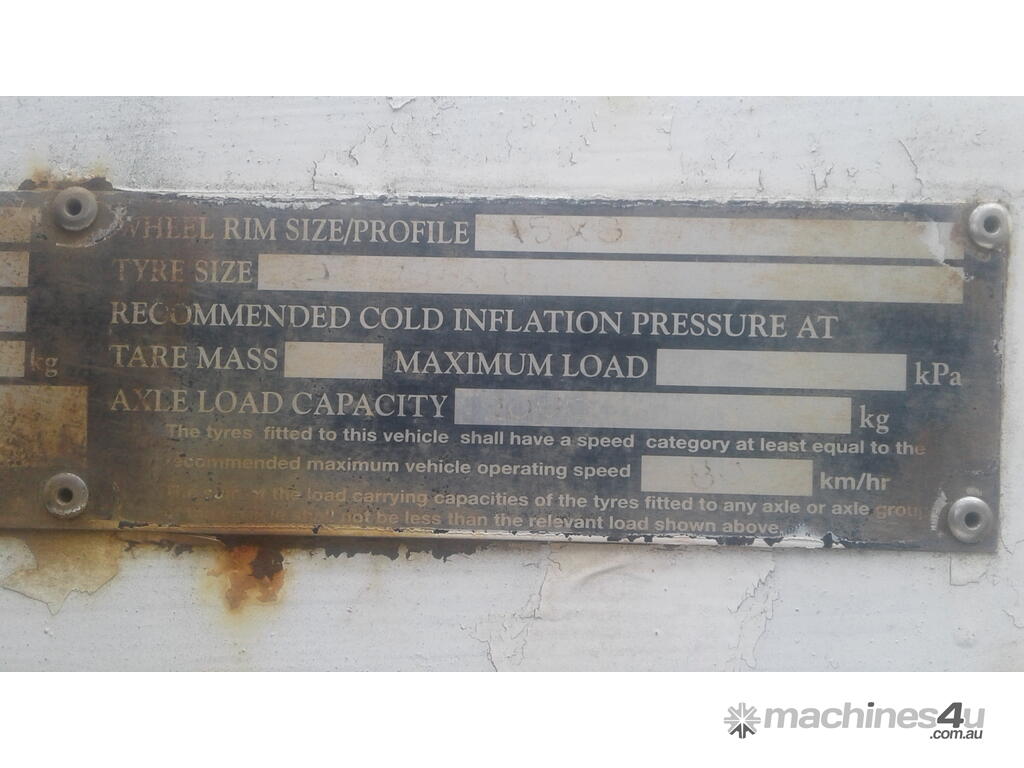 WHEEL RIM SIZE/PROFILE 15X5
TYRE SIZE
RECOMMENDED COLD INFLATION PRESSURE AT
kg TARE MASS MAXIMUM LOAD kPa
AXLE LOAD CAPACITY kg
The tyres fitted to this vehicle shall have a speed category at least equal to the
recommended maximum vehicle operating speed km/hr
the load carrying capacities of the tyres fitted to any axle or axle group
not be less than the relevant load shown above.
machines4u
.com.au